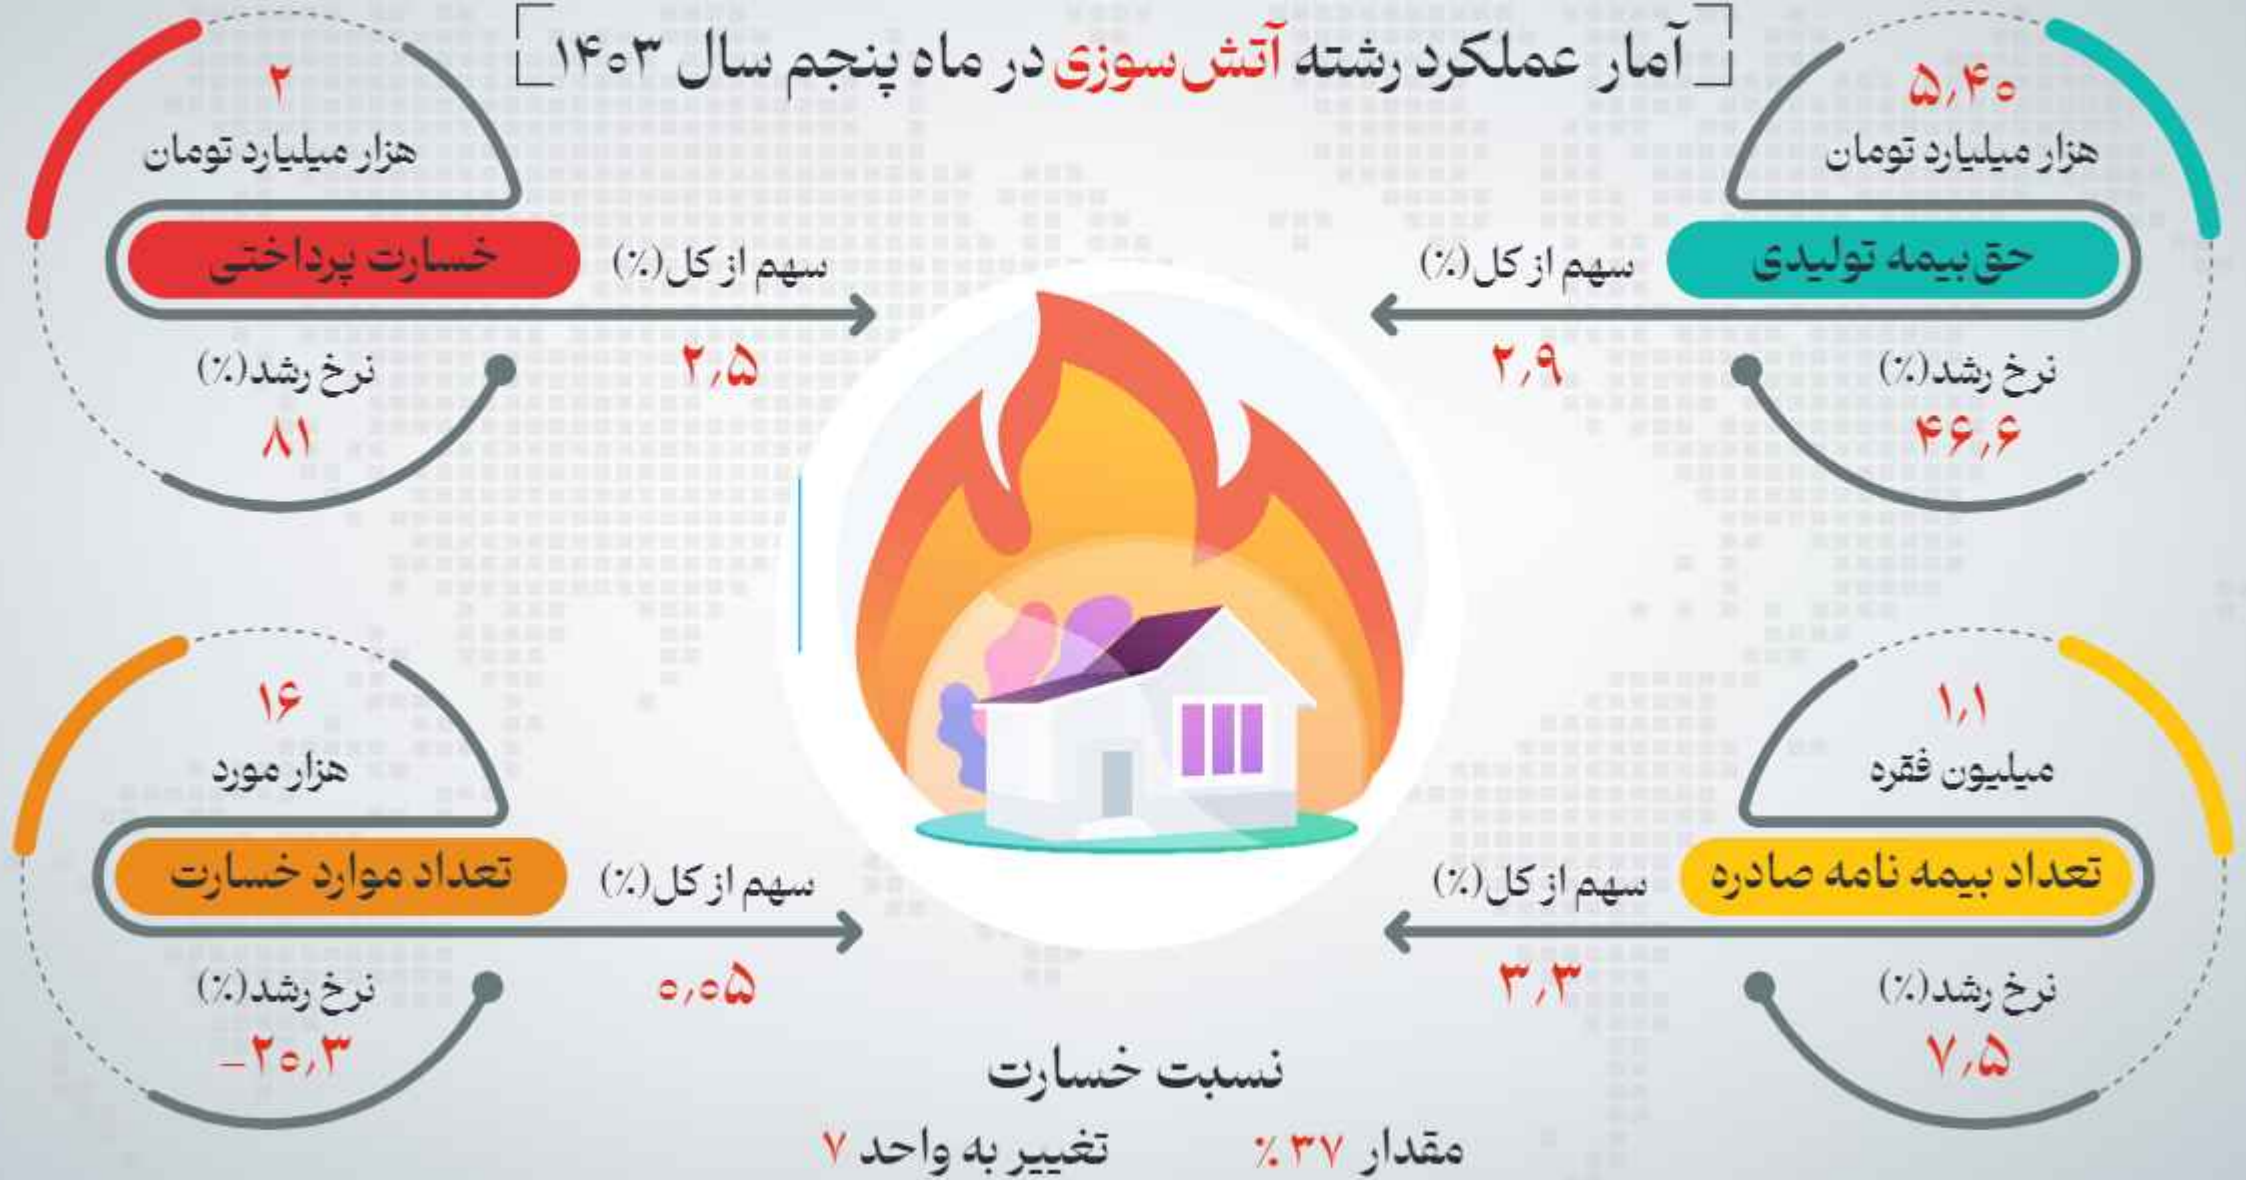 آمار عملکرد رشته آتش‌سوزی در ماه پنجم سال ۱۴۰۳
۵٫۴۰
هزار میلیارد تومان
حق‌بیمه تولیدی
سهم از کل(٪)
۲٫۹
نرخ رشد(٪)
۴۶٫۶
۲
هزار میلیارد تومان
خسارت پرداختی
سهم از کل(٪)
۲٫۵
نرخ رشد(٪)
۸۱
۱٫۱
میلیون فقره
تعداد بیمه نامه صادره
سهم از کل(٪)
۳٫۳
نرخ رشد(٪)
۷٫۵
۱۶
هزار مورد
تعداد موارد خسارت
سهم از کل(٪)
۰٫۰۵
نرخ رشد(٪)
-۲۰٫۳
نسبت خسارت
مقدار ۳۷٪ تغییر به واحد ۷